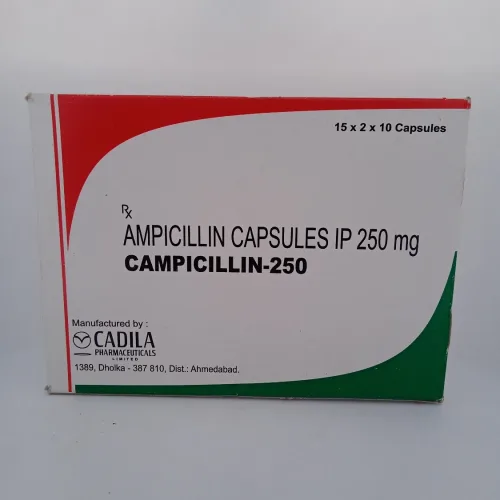 15 x 2 x 10 Capsules
Rx
AMPICILLIN CAPSULES IP 250 mg
CAMPICILLIN-250
Manufactured by :
CADILA
PHARMACEUTICALS
LIMITED
1389, Dholka - 387 810, Dist.: Ahmedabad.